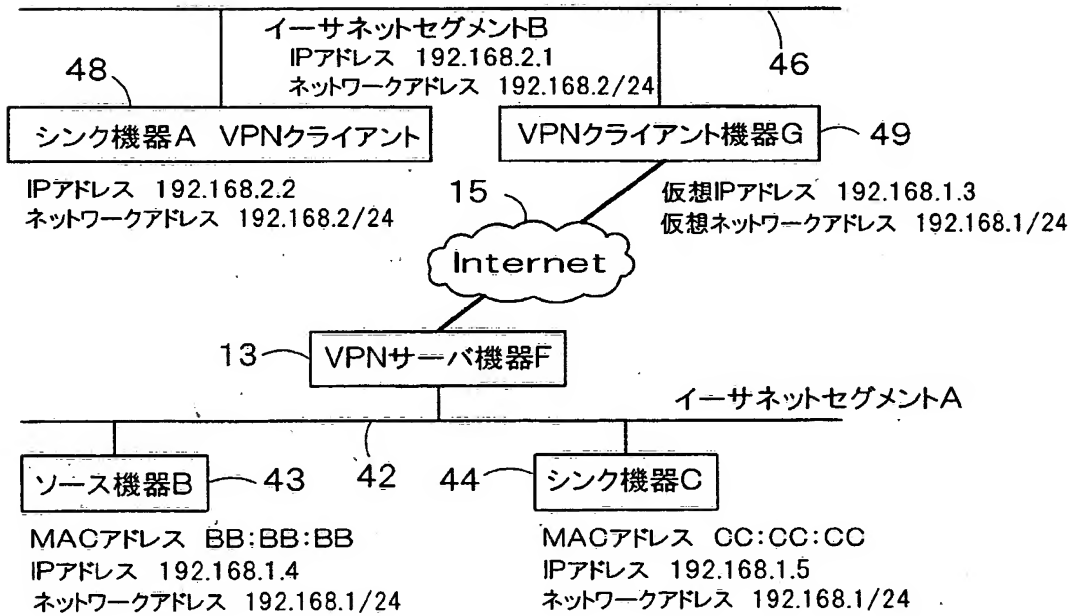 イーサネットセグメントB
IPアドレス 192.168.2.1
ネットワークアドレス 192.168.2/24
46
48
シンク機器A VPNクライアント
VPNクライアント機器G
49
IPアドレス 192.168.2.2
ネットワークアドレス 192.168.2/24
仮想IPアドレス 192.168.1.3
仮想ネットワークアドレス 192.168.1/24
15
Internet
13
VPNサーバ機器F
イーサネットセグメントA
ソース機器B
43
42
44
シンク機器C
MACアドレス BB:BB:BB
IPアドレス 192.168.1.4
ネットワークアドレス 192.168.1/24
MACアドレス CC:CC:CC
IPアドレス 192.168.1.5
ネットワークアドレス 192.168.1/24